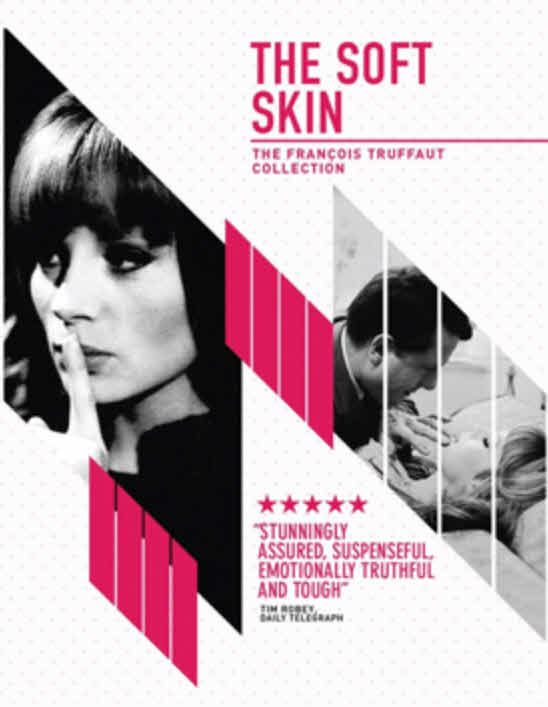 THE SOFT
SKIN
THE FRANÇOIS TRUFFAUT
COLLECTION
★★★★★
"STUNNINGLY
ASSURED, SUSPENSEFUL,
EMOTIONALLY TRUTHFUL
AND TOUGH"
TIM ROBEY,
DAILY TELEGRAPH